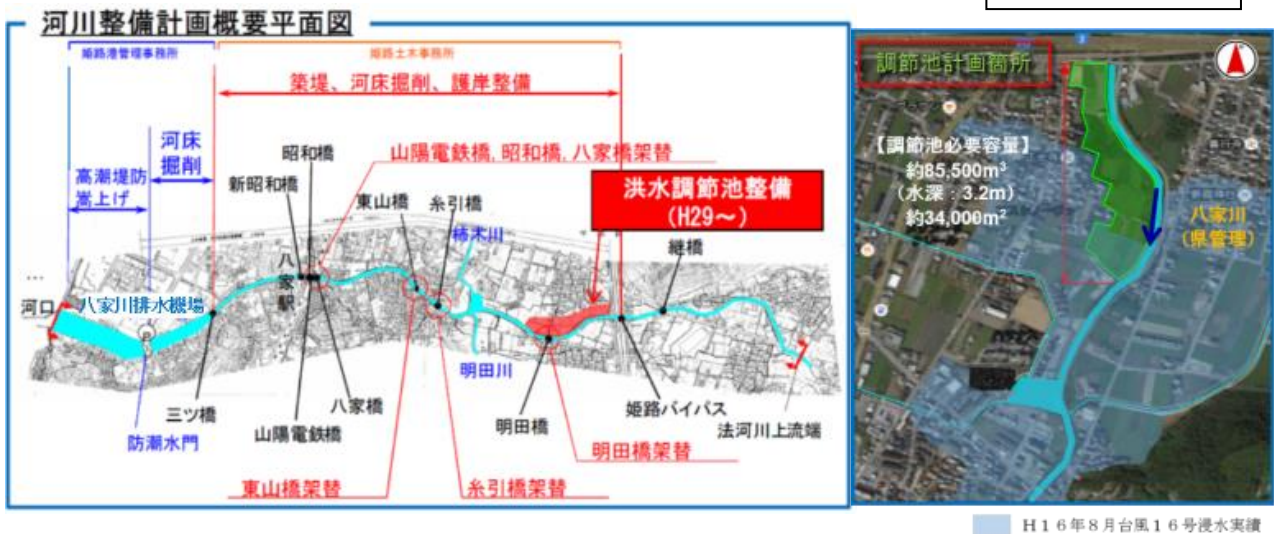 河川整備計画概要平面図
姫路港管理事務所
姫路土木事務所
築堤、河床掘削、護岸整備
河床
掘削
高潮堤防
嵩上げ
昭和橋
新昭和橋
山陽電鉄橋,昭和橋,八家橋架替
東山橋
糸引橋
柿木川
洪水調節池整備
(H29～)
継橋
八家駅
…
河口
八家川排水機場
P
三ツ橋
防潮水門
山陽電鉄橋
八家橋
明田川
明田橋
姫路バイパス
法河川上流端
明田橋架替
東山橋架替
糸引橋架替
調節池計画箇所
【調節池必要容量】
約85,500m³
(水深：3.2m)
約34,000m²
八家川
(県管理)
H16年8月台風16号浸水実績